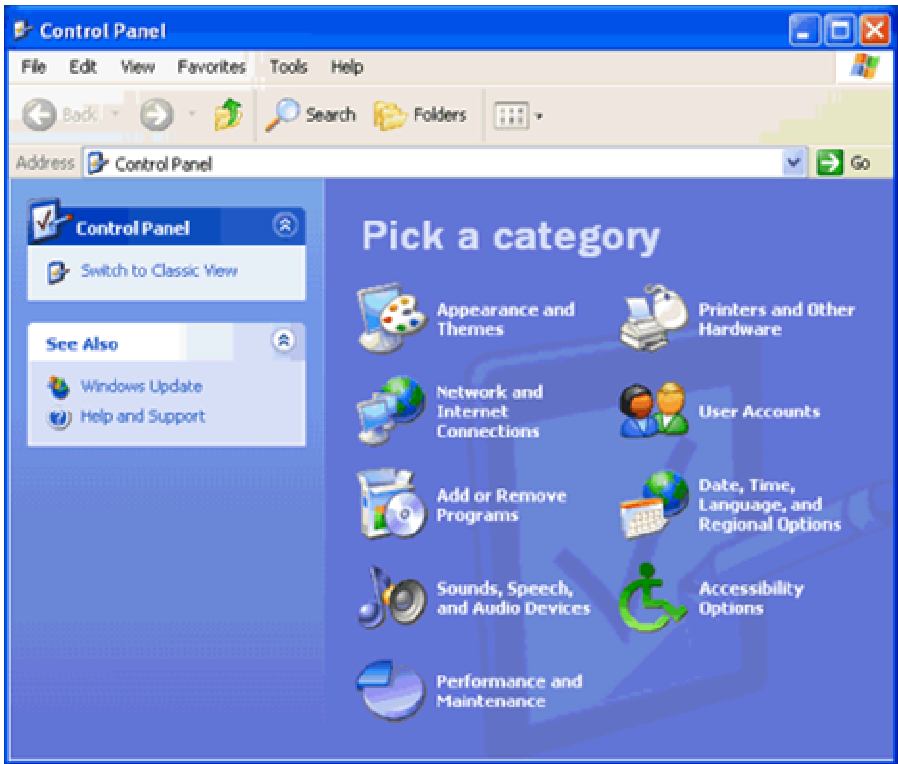 Control Panel
File Edit View Favorites Tools Help
Back Search Folders
Address Control Panel Go
Control Panel
Switch to Classic View
See Also
Windows Update
Help and Support
Pick a category
Appearance and
Themes
Printers and Other
Hardware
Network and
Internet
Connections
User Accounts
Add or Remove
Programs
Date, Time,
Language, and
Regional Options
Sounds, Speech,
and Audio Devices
Accessibility
Options
Performance and
Maintenance